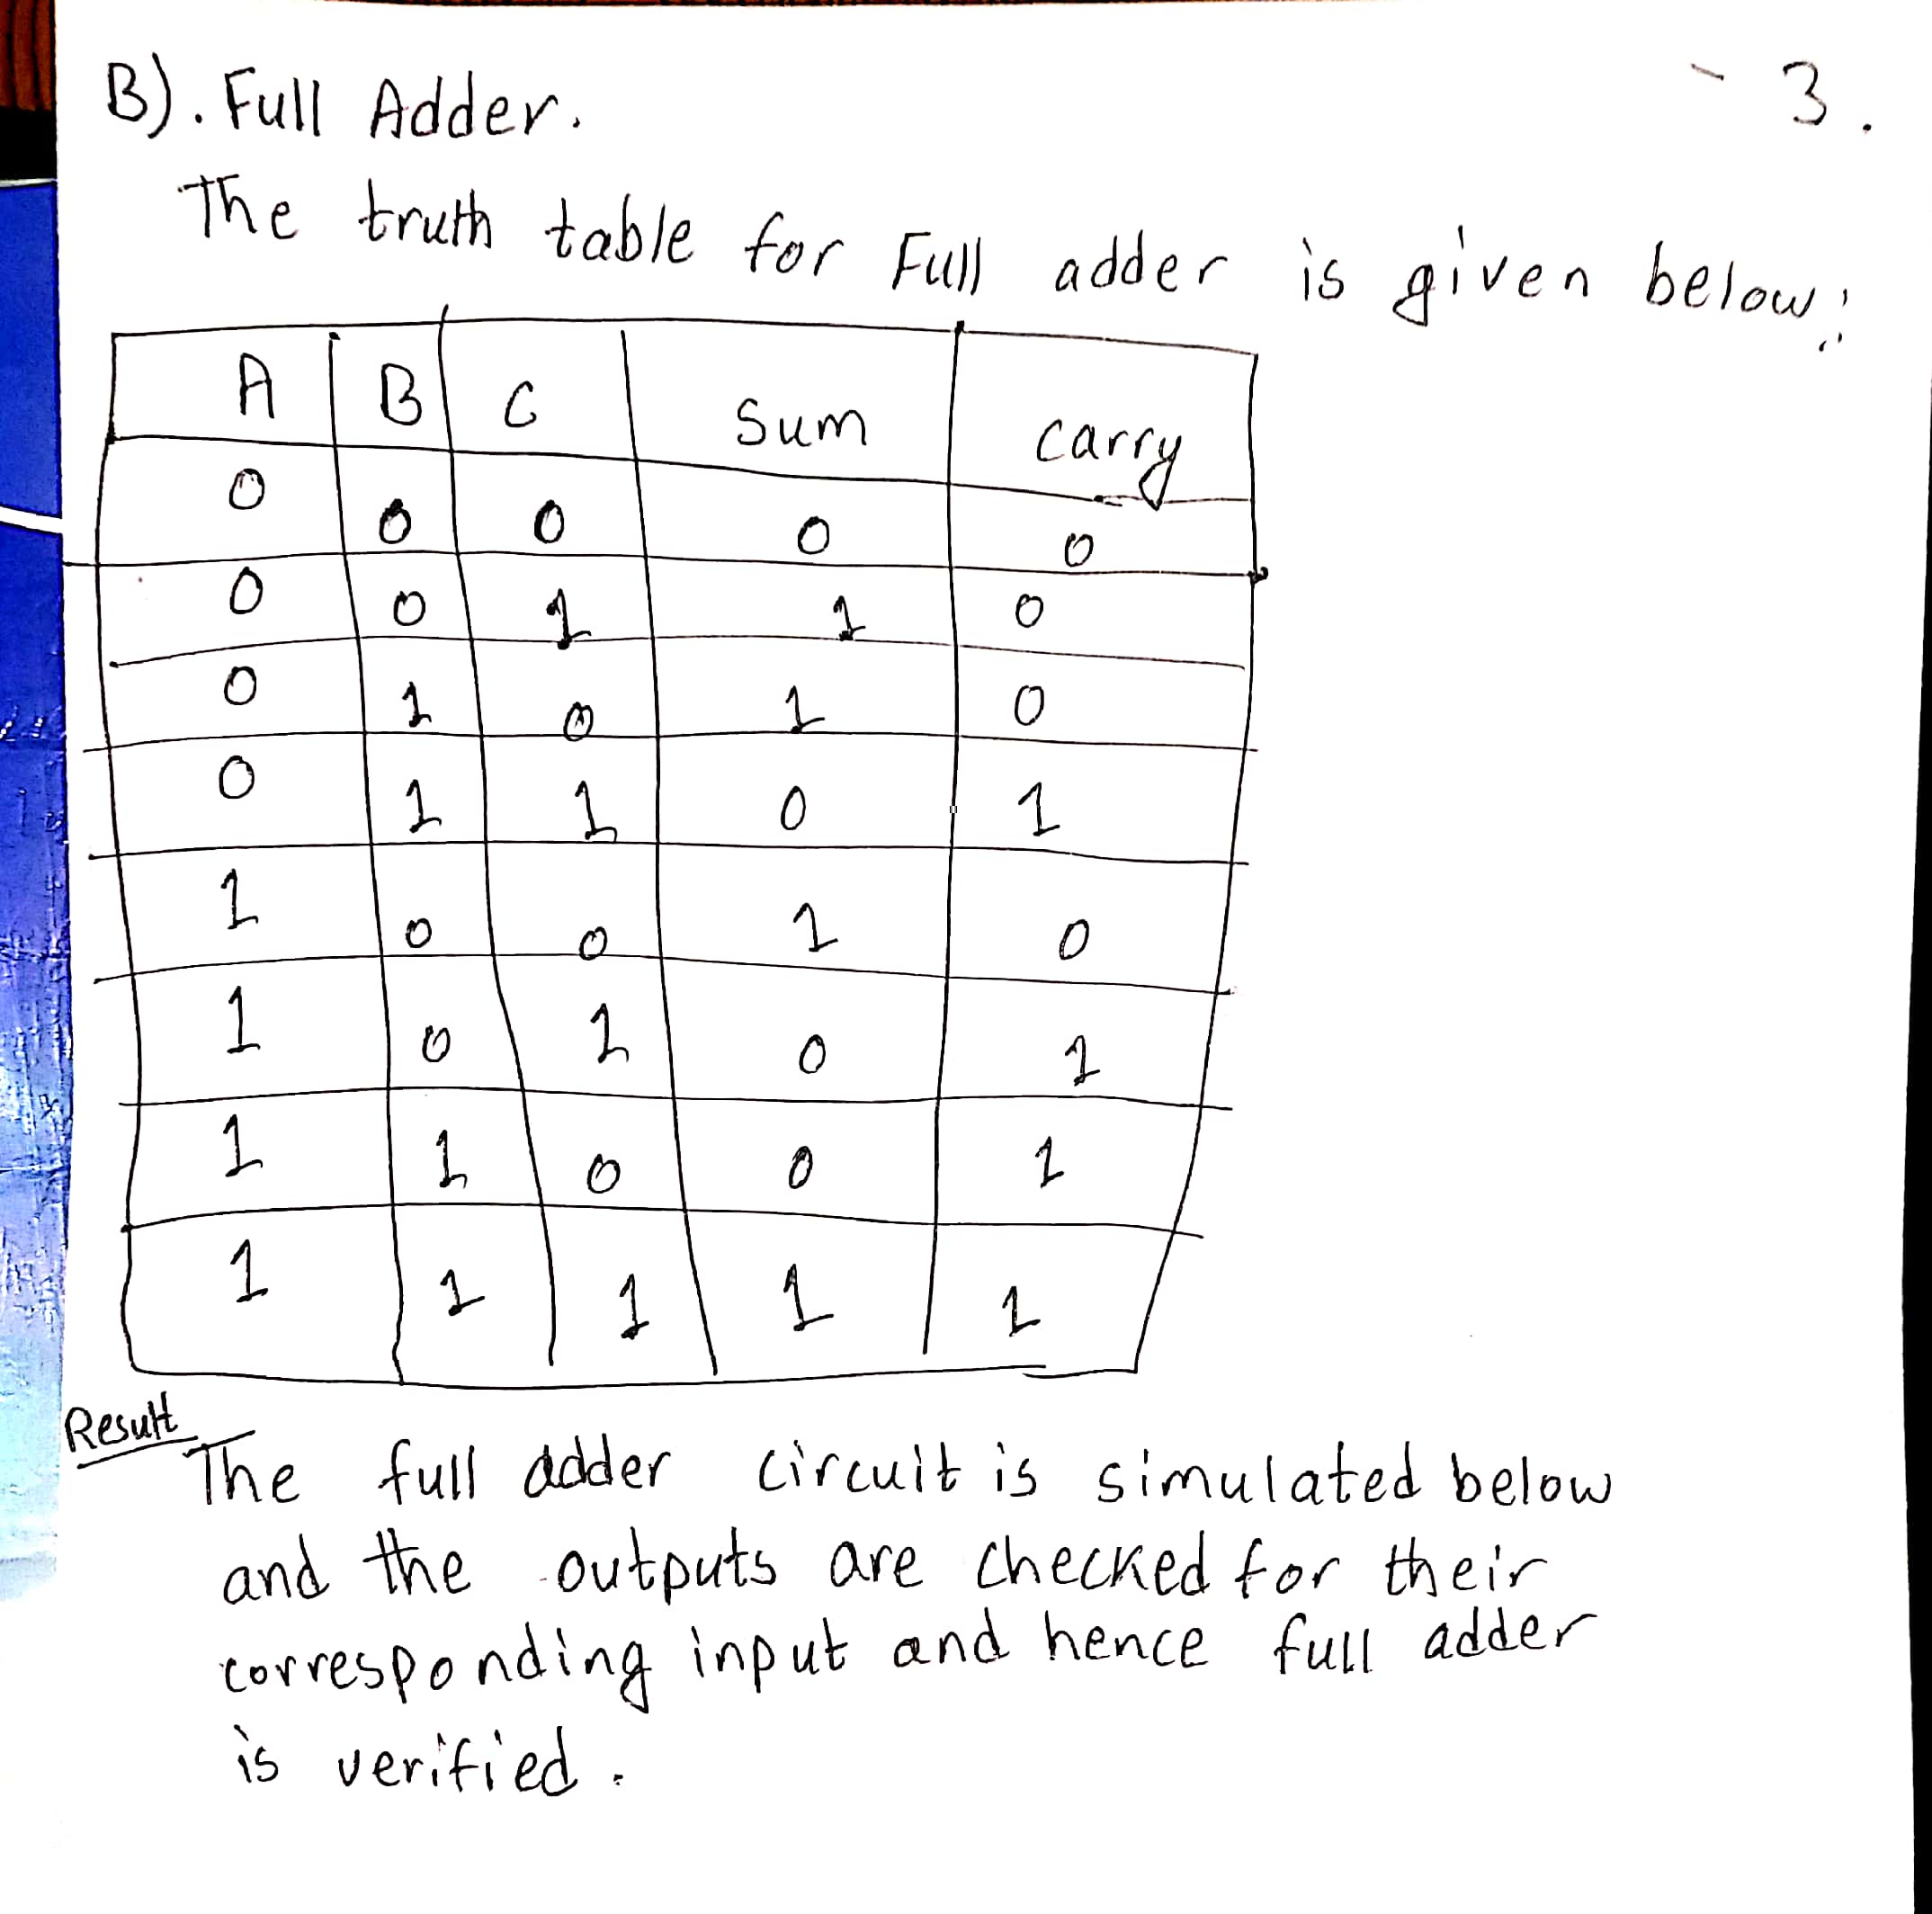 B). Full Adder.
- 3.
The truth table for Full adder is given below:
A B C Sum carry
0 0 0 0 0
0 0 1 1 0
0 1 0 1 0
0 1 1 0 1
1 0 0 1 0
1 0 1 0 1
1 1 0 0 1
1 1 1 1 1
Result
The full adder circuit is simulated below
and the outputs are checked for their
corresponding input and hence full adder
is verified.